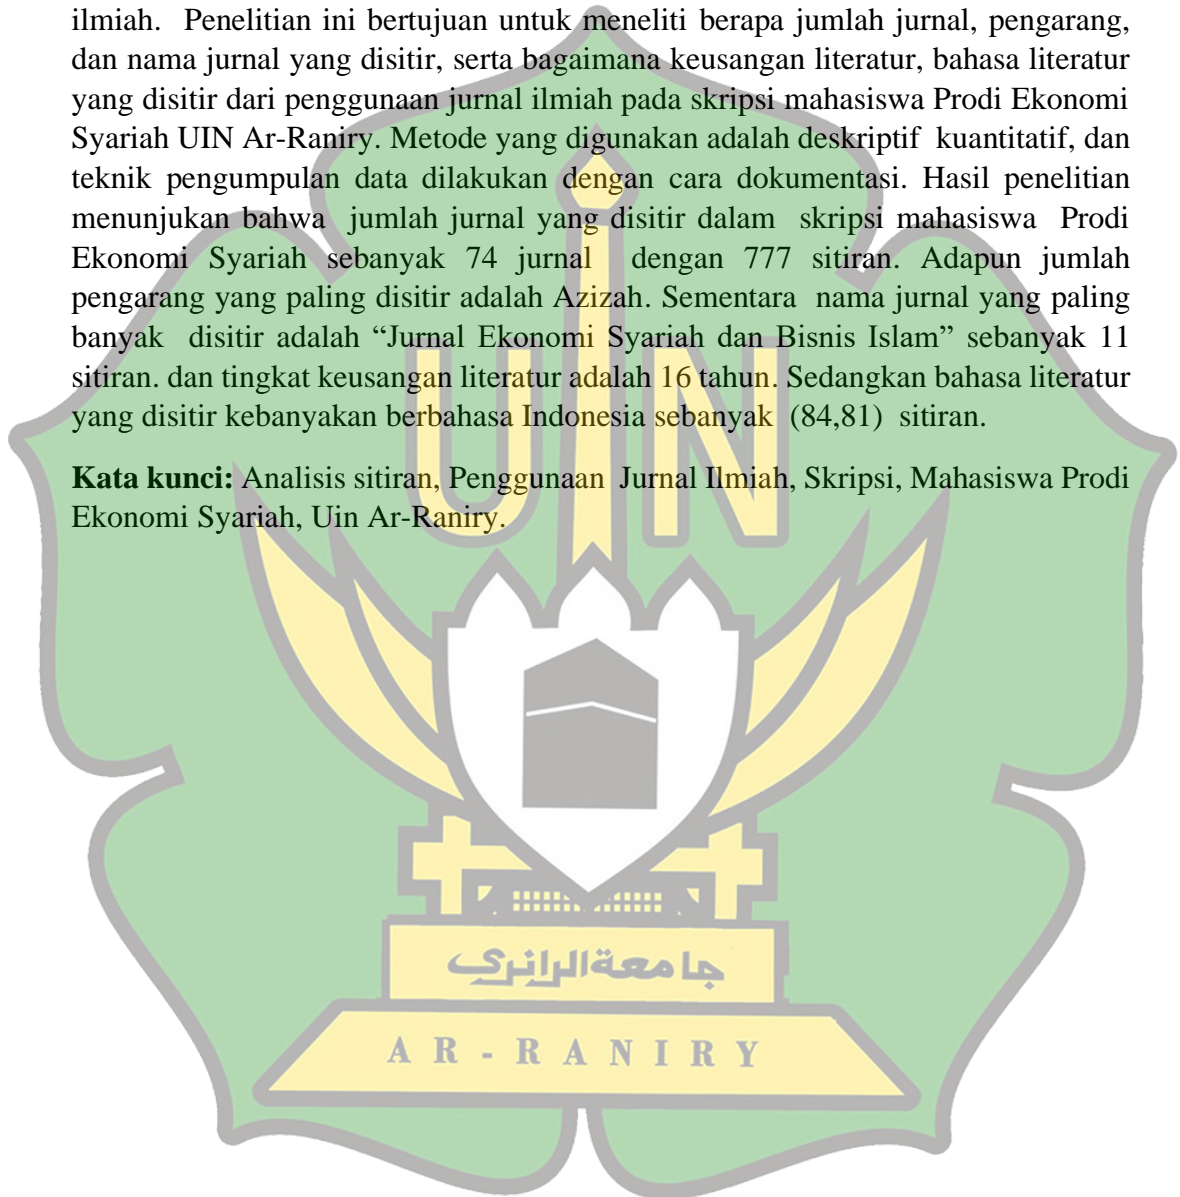 ilmiah. Penelitian ini bertujuan untuk meneliti berapa jumlah jurnal, pengarang,
dan nama jurnal yang disitir, serta bagaimana keusangan literatur, bahasa literatur
yang disitir dari penggunaan jurnal ilmiah pada skripsi mahasiswa Prodi Ekonomi
Syariah UIN Ar-Raniry. Metode yang digunakan adalah deskriptif kuantitatif, dan
teknik pengumpulan data dilakukan dengan cara dokumentasi. Hasil penelitian
menunjukan bahwa jumlah jurnal yang disitir dalam skripsi mahasiswa Prodi
Ekonomi Syariah sebanyak 74 jurnal dengan 777 sitiran. Adapun jumlah
pengarang yang paling disitir adalah Azizah. Sementara nama jurnal yang paling
banyak disitir adalah “Jurnal Ekonomi Syariah dan Bisnis Islam” sebanyak 11
sitiran. dan tingkat keusangan literatur adalah 16 tahun. Sedangkan bahasa literatur
yang disitir kebanyakan berbahasa Indonesia sebanyak (84,81) sitiran.
Kata kunci: Analisis sitiran, Penggunaan Jurnal Ilmiah, Skripsi, Mahasiswa Prodi
Ekonomi Syariah, Uin Ar-Raniry.
UIN
جامعة الرانري
AR-RANIRY